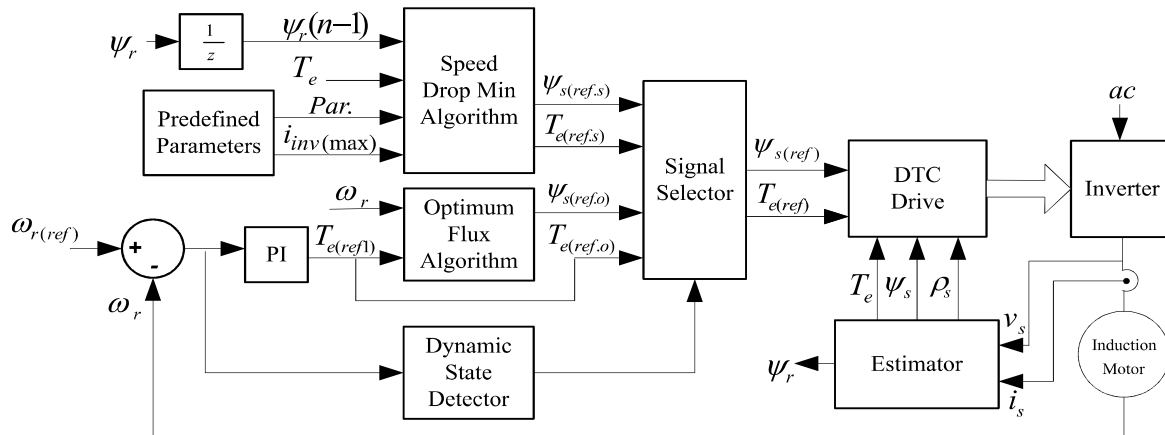 ψr
1
z
ψr(n−1)
Te
Predefined
Parameters
Par.
iinv(max)
Speed
Drop Min
Algorithm
ψs(ref.s)
Te(ref.s)
ωr(ref)
+
-
ωr
PI
Te(ref1)
ωr
Optimum
Flux
Algorithm
ψs(ref.o)
Te(ref.o)
Dynamic
State
Detector
Signal
Selector
ψs(ref)
Te(ref)
DTC
Drive
ac
Inverter
Te ψs ρs
vs
is
Estimator
ψr
Induction
Motor